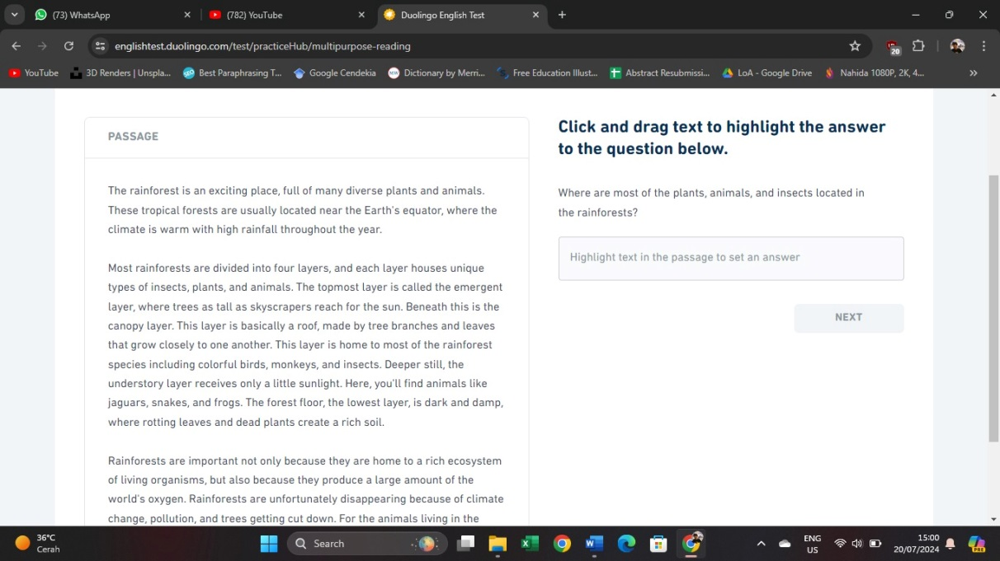 (73) WhatsApp
(782) YouTube
Duolingo English Test
englishtest.duolingo.com/test/practiceHub/multipurpose-reading
20
YouTube
3D Renders | Unspla...
Best Paraphrasing T...
Google Cendekia
Dictionary by Merri...
Free Education Illust...
Abstract Resubmissi...
LoA - Google Drive
Nahida 1080P, 2K, 4...
PASSAGE
The rainforest is an exciting place, full of many diverse plants and animals.
These tropical forests are usually located near the Earth's equator, where the
climate is warm with high rainfall throughout the year.
Most rainforests are divided into four layers, and each layer houses unique
types of insects, plants, and animals. The topmost layer is called the emergent
layer, where trees as tall as skyscrapers reach for the sun. Beneath this is the
canopy layer. This layer is basically a roof, made by tree branches and leaves
that grow closely to one another. This layer is home to most of the rainforest
species including colorful birds, monkeys, and insects. Deeper still, the
understory layer receives only a little sunlight. Here, you'll find animals like
jaguars, snakes, and frogs. The forest floor, the lowest layer, is dark and damp,
where rotting leaves and dead plants create a rich soil.
Rainforests are important not only because they are home to a rich ecosystem
of living organisms, but also because they produce a large amount of the
world's oxygen. Rainforests are unfortunately disappearing because of climate
change, pollution, and trees getting cut down. For the animals living in the
Click and drag text to highlight the answer
to the question below.
Where are most of the plants, animals, and insects located in
the rainforests?
Highlight text in the passage to set an answer
NEXT
36°C
Cerah
Search
ENG
US
15:00
20/07/2024
PRE